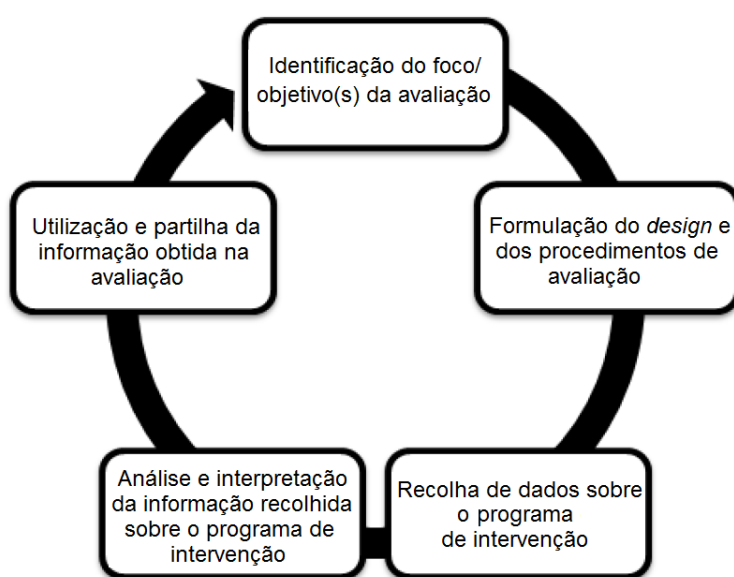 Identificação do foco/
objetivo(s) da avaliação
Formulação do design e
dos procedimentos de
avaliação
Recolha de dados sobre
o programa
de intervenção
Análise e interpretação
da informação recolhida
sobre o programa de
intervenção
Utilização e partilha da
informação obtida na
avaliação